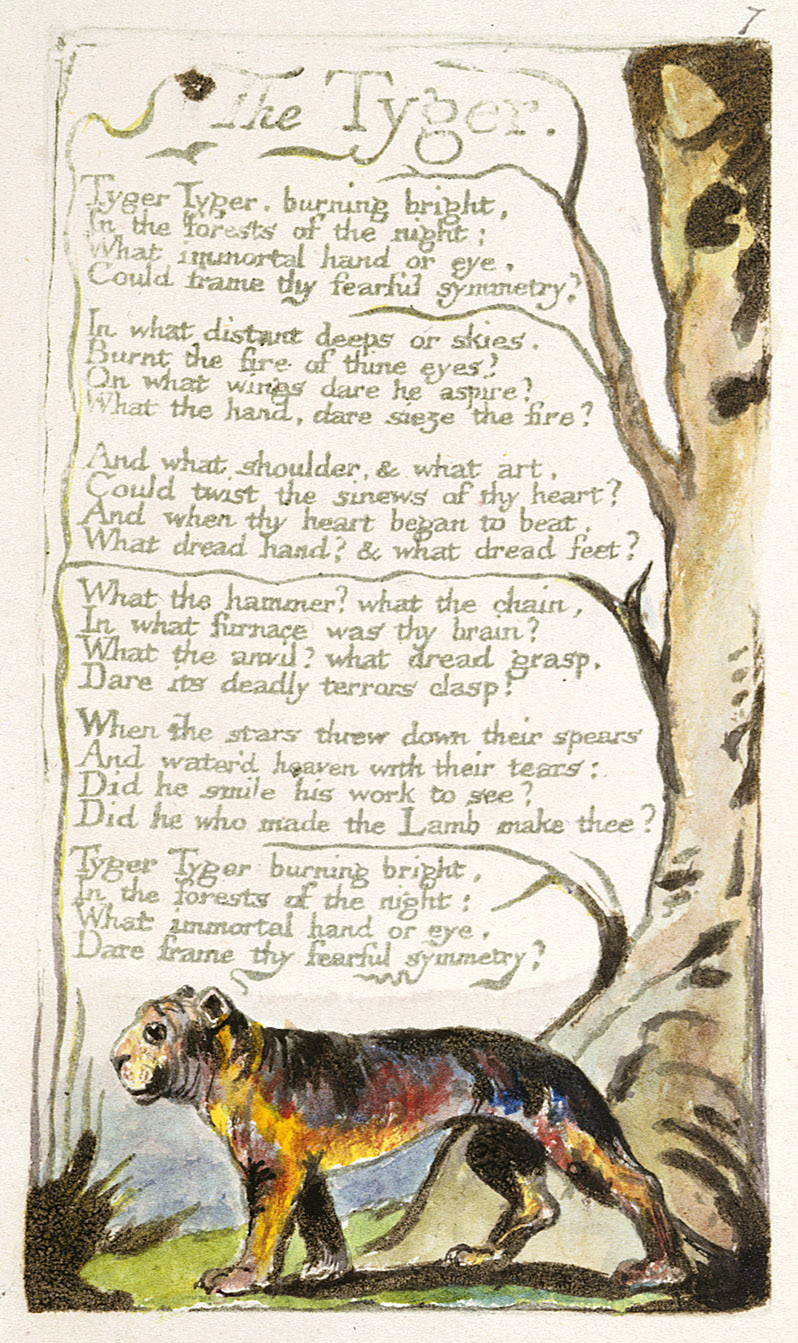 7
The Tyger.
Tyger Tyger. burning bright,
In the forests of the night:
What immortal hand or eye,
Could frame thy fearful symmetry?
In what distant deeps or skies.
Burnt the fire of thine eyes?
On what wings dare he aspire?
What the hand, dare sieze the fire?
And what shoulder, & what art,
Could twist the sinews of thy heart?
And when thy heart began to beat,
What dread hand? & what dread feet?
What the hammer? what the chain,
In what furnace was thy brain?
What the anvil? what dread grasp,
Dare its deadly terrors clasp!
When the stars threw down their spears
And water'd heaven with their tears:
Did he smile his work to see?
Did he who made the Lamb make thee?
Tyger Tyger burning bright,
In the forests of the night:
What immortal hand or eye,
Dare frame thy fearful symmetry?